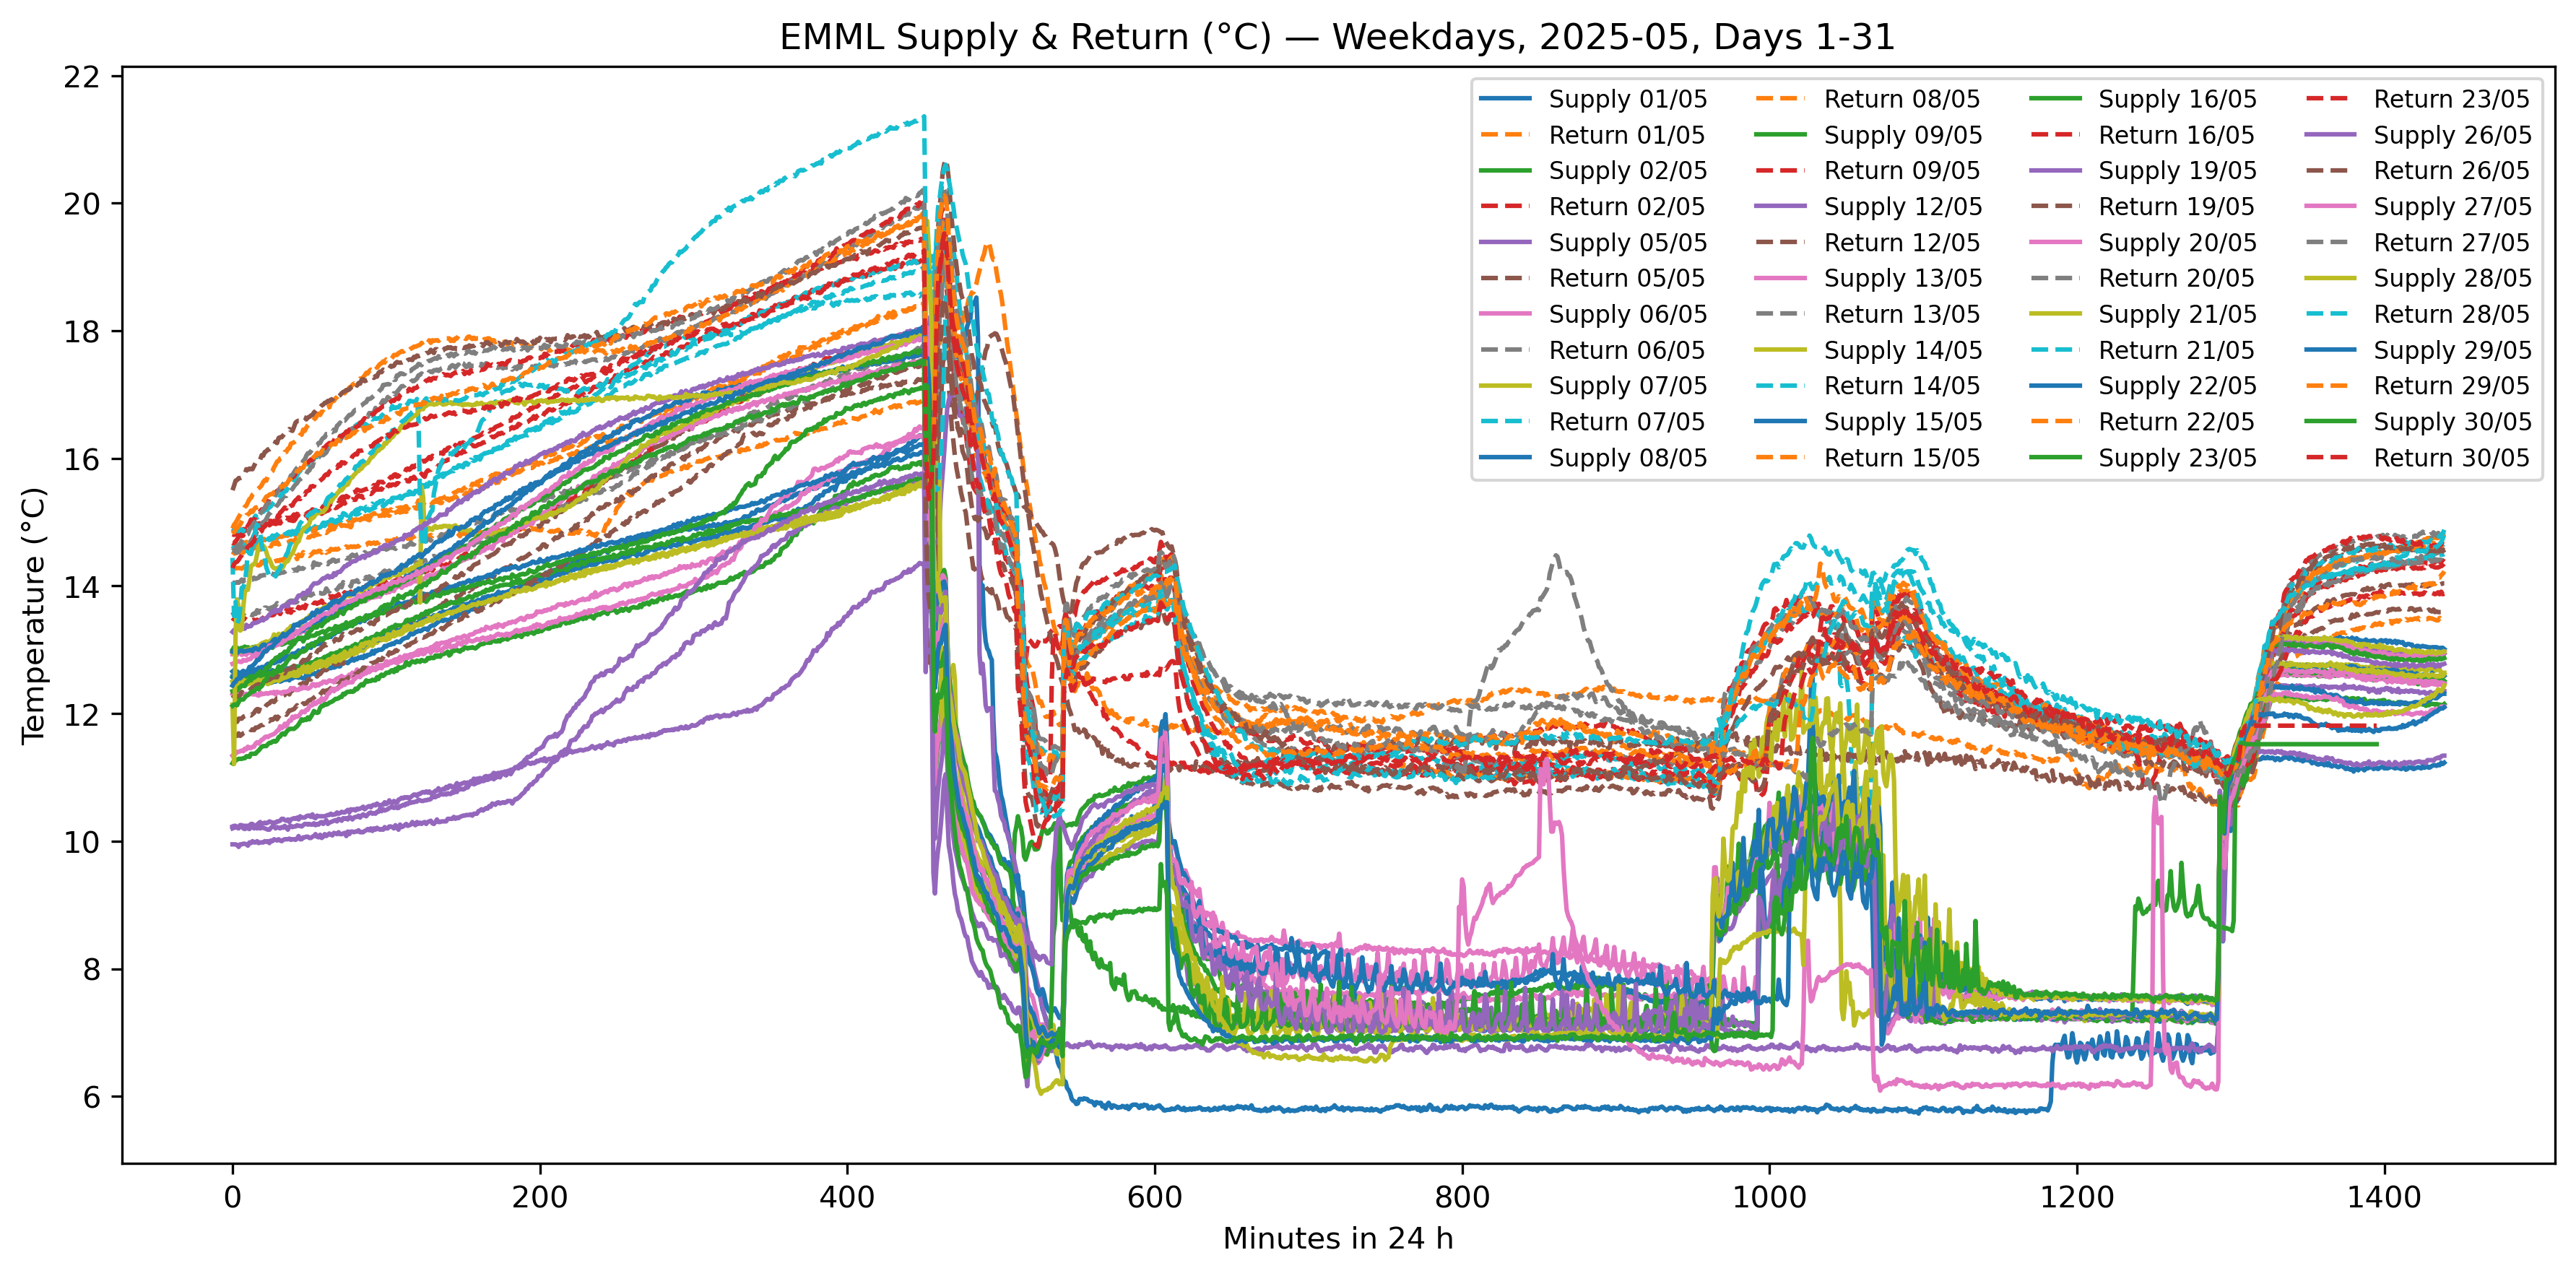 EMML Supply & Return (°C) — Weekdays, 2025-05, Days 1-31
22
20
18
16
14
12
10
8
6
Temperature (°C)
0 200 400 600 800 1000 1200 1400
Minutes in 24 h
Supply 01/05
Return 01/05
Supply 02/05
Return 02/05
Supply 05/05
Return 05/05
Supply 06/05
Return 06/05
Supply 07/05
Return 07/05
Supply 08/05
Return 08/05
Supply 09/05
Return 09/05
Supply 12/05
Return 12/05
Supply 13/05
Return 13/05
Supply 14/05
Return 14/05
Supply 15/05
Return 15/05
Supply 16/05
Return 16/05
Supply 19/05
Return 19/05
Supply 20/05
Return 20/05
Supply 21/05
Return 21/05
Supply 22/05
Return 22/05
Supply 23/05
Return 23/05
Supply 26/05
Return 26/05
Supply 27/05
Return 27/05
Supply 28/05
Return 28/05
Supply 29/05
Return 29/05
Supply 30/05
Return 30/05